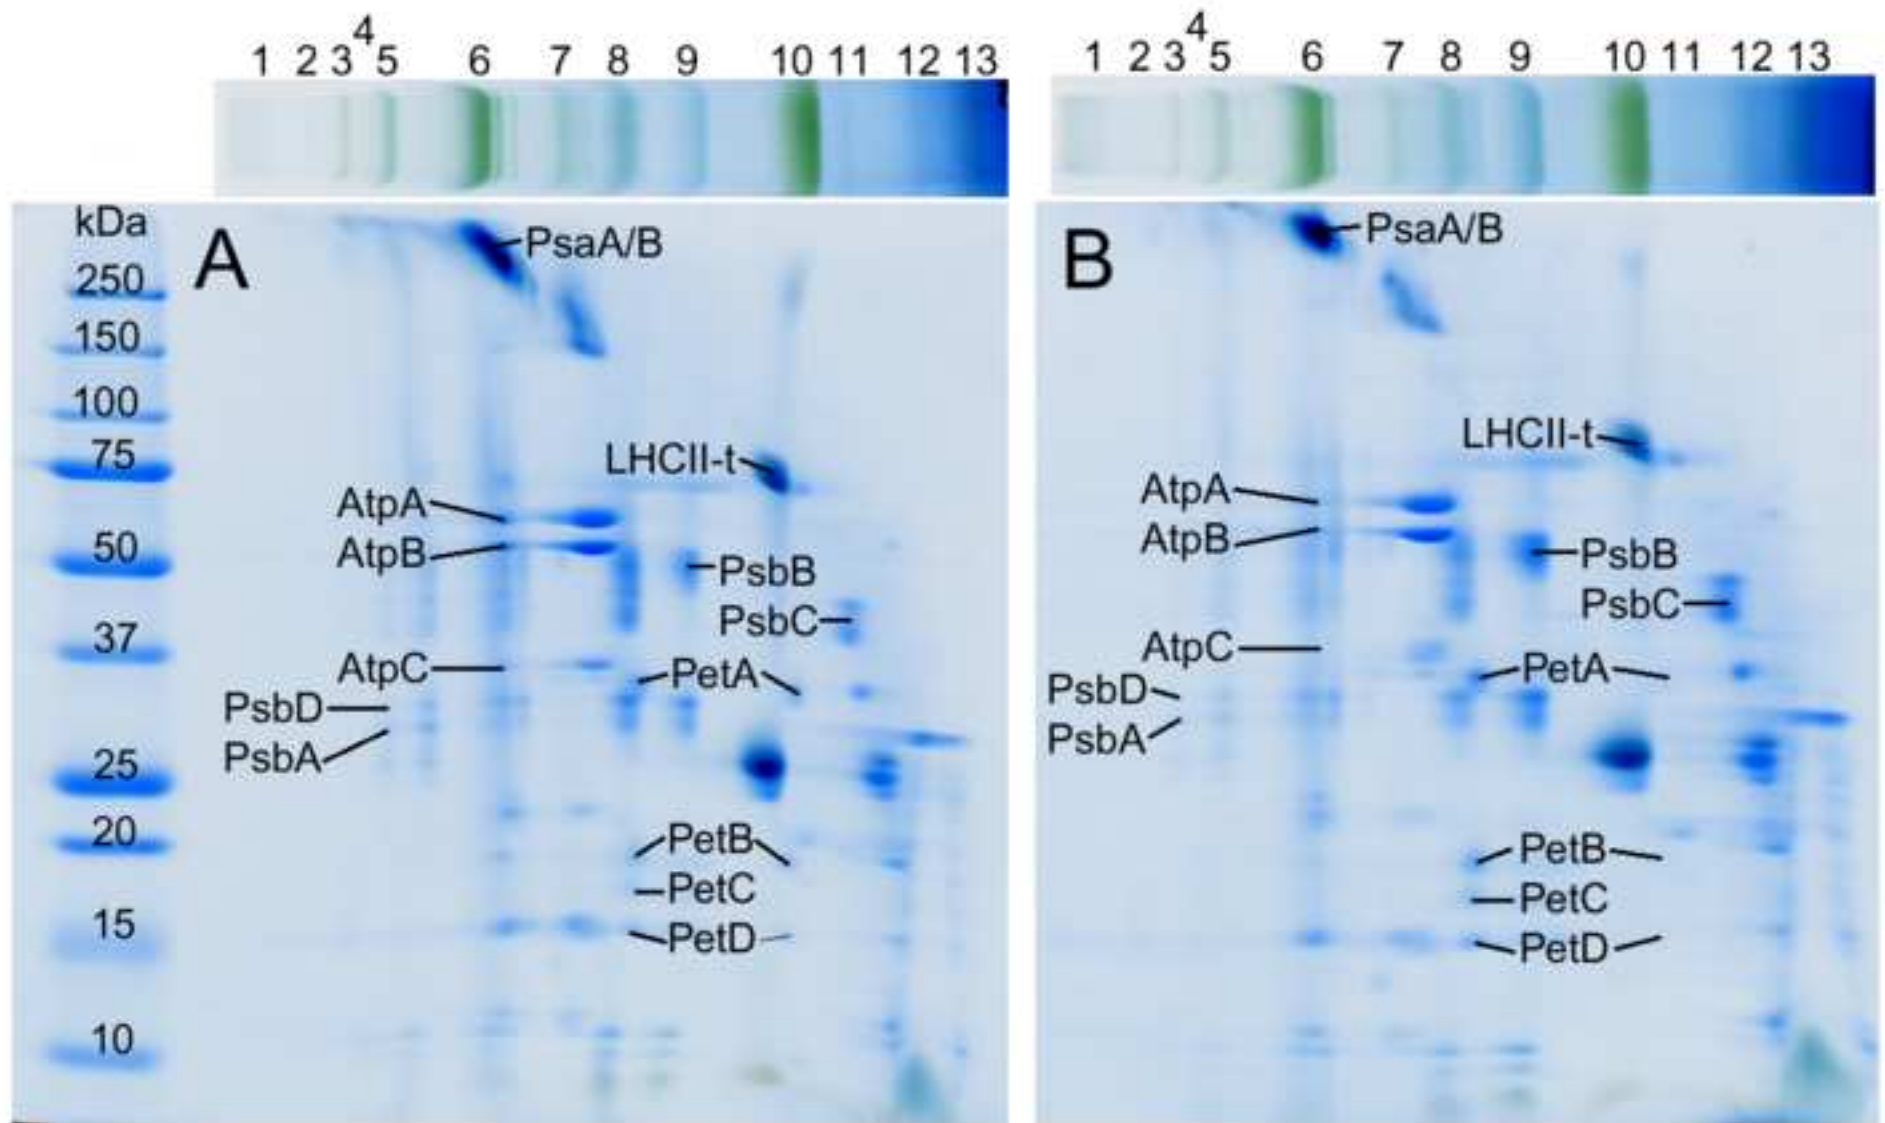 4
1 2 3 5 6 7 8 9 10 11 12 13
4
1 2 3 5 6 7 8 9 10 11 12 13
kDa
250
150
100
75
50
37
25
20
15
10
A
PsaA/B
LHCII-t
AtpA
AtpB
PsbB
PsbC
AtpC
PetA
PsbD
PsbA
PetB
PetC
PetD
B
PsaA/B
LHCII-t
AtpA
AtpB
PsbB
PsbC
AtpC
PetA
PsbD
PsbA
PetB
PetC
PetD